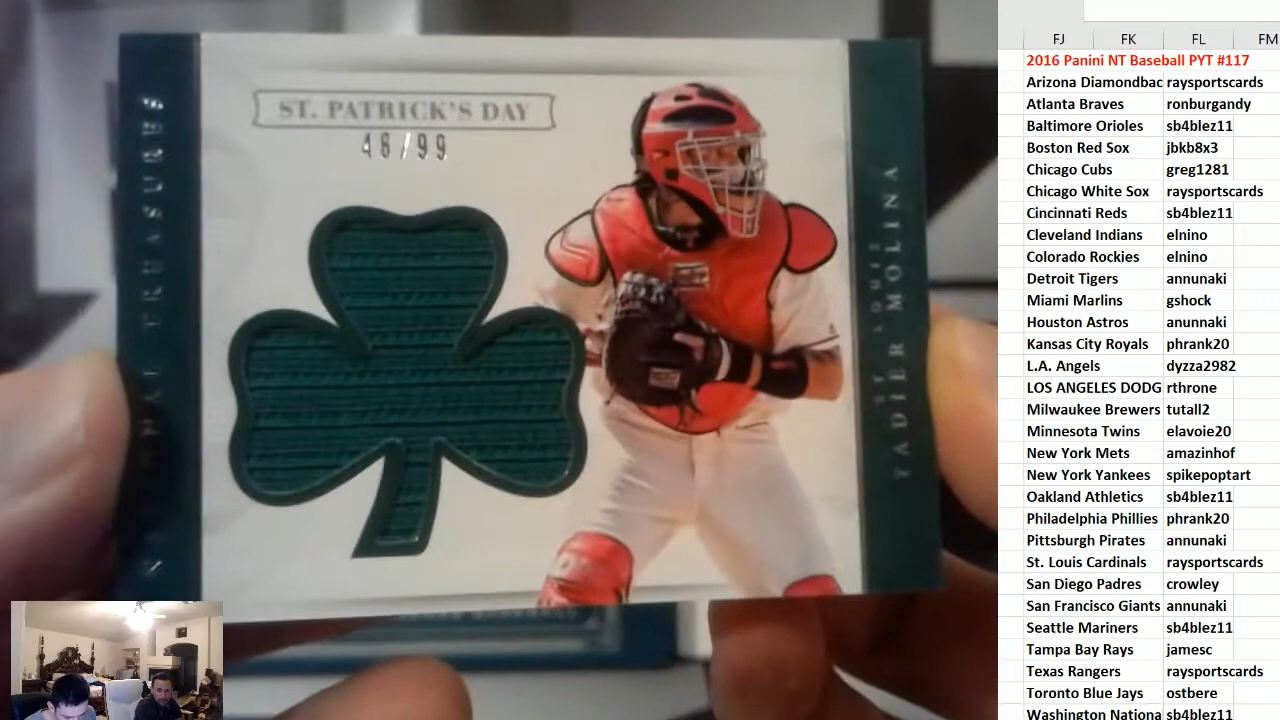 ST. PATRICK'S DAY
46/99
NATIONAL TREASURES
ST. LOUIS
YADIER MOLINA
FJ FK FL FM
2016 Panini NT Baseball PYT #117
Arizona Diamondbac raysportscards
Atlanta Braves ronburgandy
Baltimore Orioles sb4blez11
Boston Red Sox jbkb8x3
Chicago Cubs greg1281
Chicago White Sox raysportscards
Cincinnati Reds sb4blez11
Cleveland Indians elnino
Colorado Rockies elnino
Detroit Tigers annunaki
Miami Marlins gshock
Houston Astros anunnaki
Kansas City Royals phrank20
L.A. Angels dyzza2982
LOS ANGELES DODG rthrone
Milwaukee Brewers tutall2
Minnesota Twins elavoie20
New York Mets amazinhof
New York Yankees spikepoptart
Oakland Athletics sb4blez11
Philadelphia Phillies phrank20
Pittsburgh Pirates annunaki
St. Louis Cardinals raysportscards
San Diego Padres crowley
San Francisco Giants annunaki
Seattle Mariners sb4blez11
Tampa Bay Rays jamesc
Texas Rangers raysportscards
Toronto Blue Jays ostbere
Washington Nationa sb4blez11